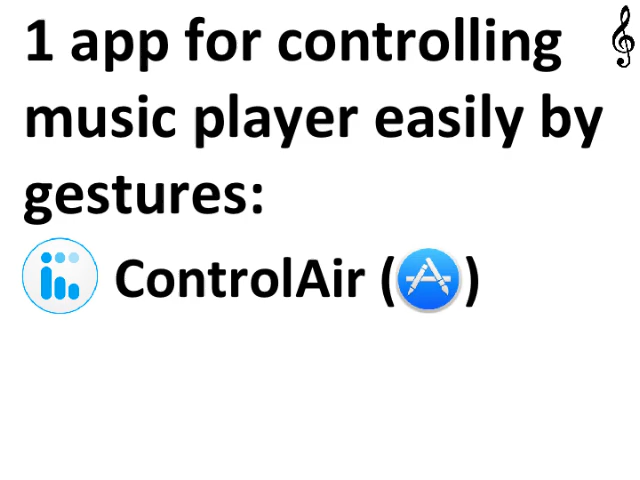 1 app for controlling
music player easily by
gestures:
ControlAir ( )